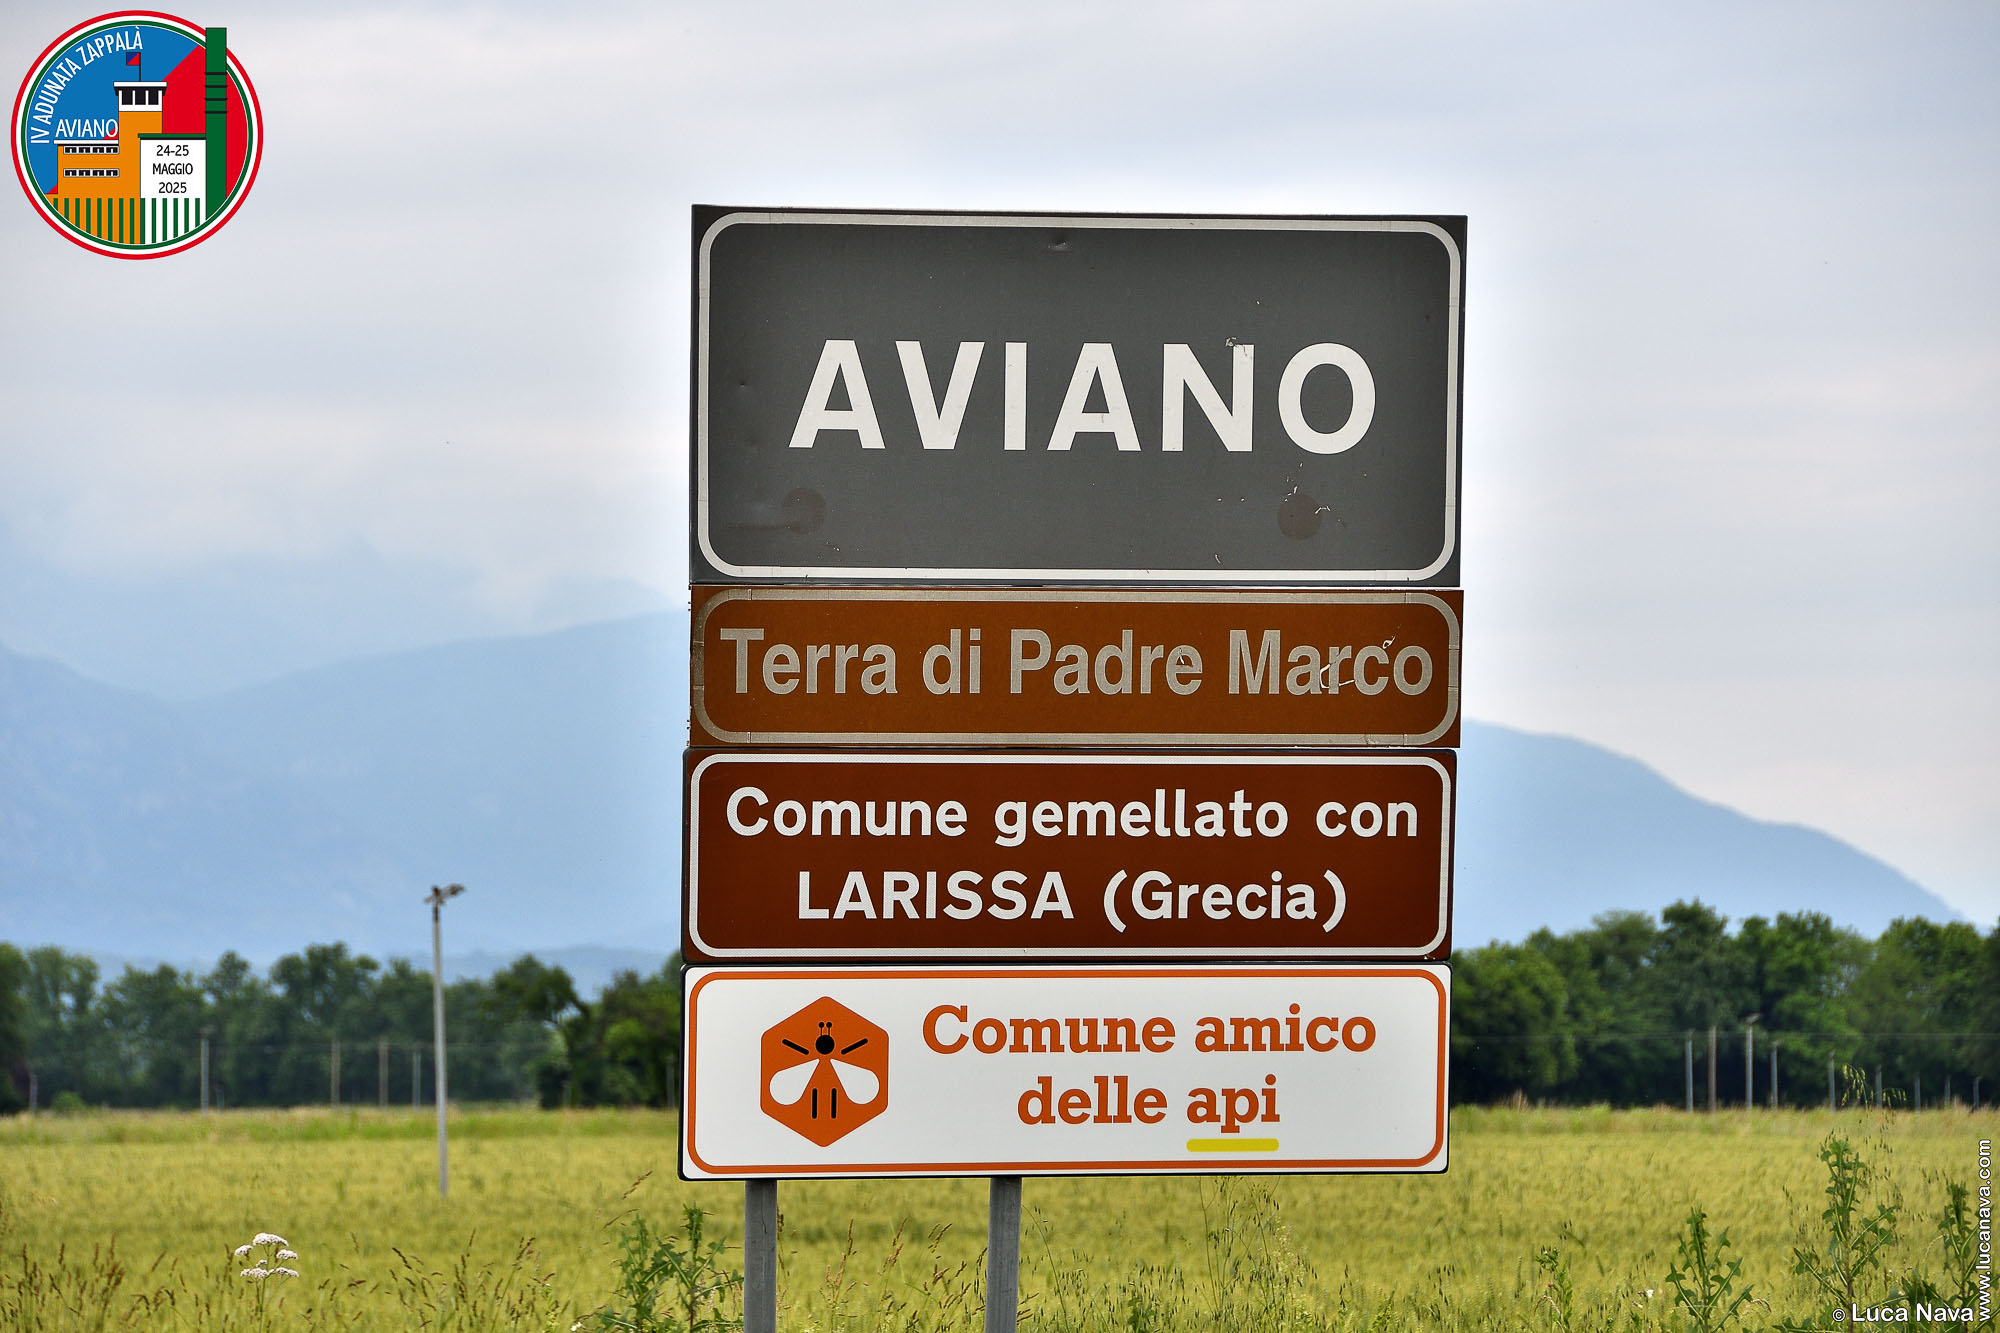 IV ADUNATA ZAPPALÀ
AVIANO
24-25
MAGGIO
2025
AVIANO
Terra di Padre Marco
Comune gemellato con
LARISSA (Grecia)
Comune amico
delle api
© Luca Nava www.lucanava.com